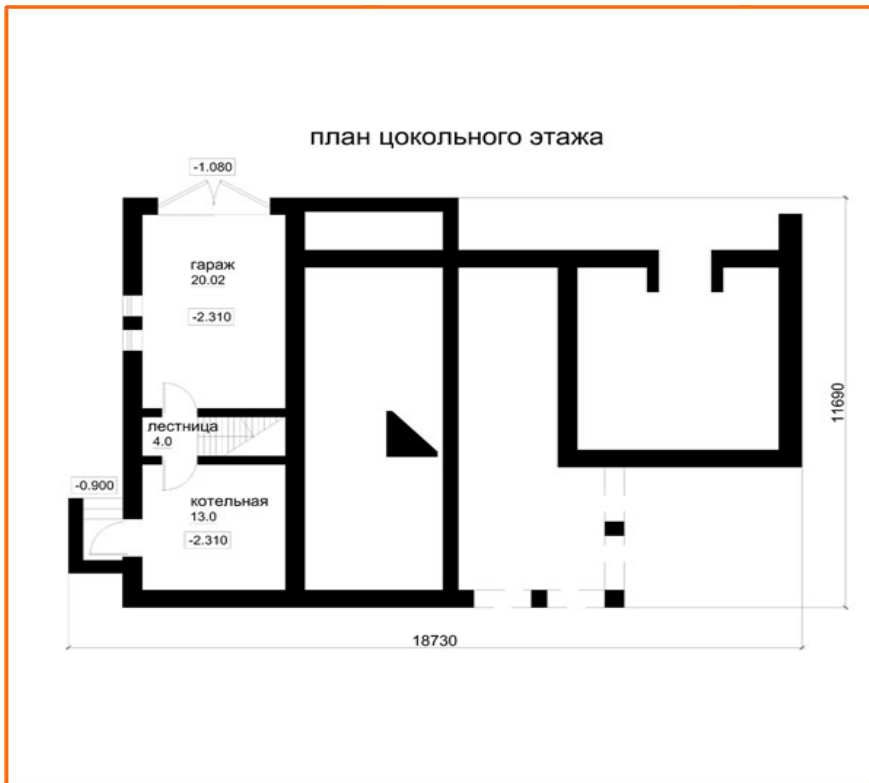 план цокольного этажа
-1.080
гараж
20.02
-2.310
11690
лестница
4.0
-0.900
котельная
13.0
-2.310
18730